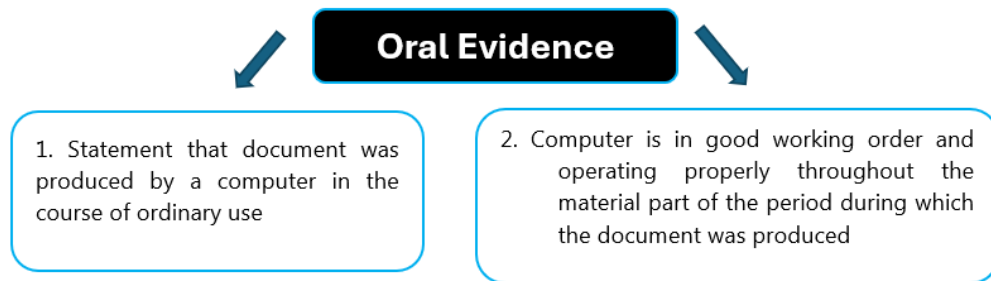 Oral Evidence
1. Statement that document was
produced by a computer in the
course of ordinary use
2. Computer is in good working order and
operating properly throughout the
material part of the period during which
the document was produced